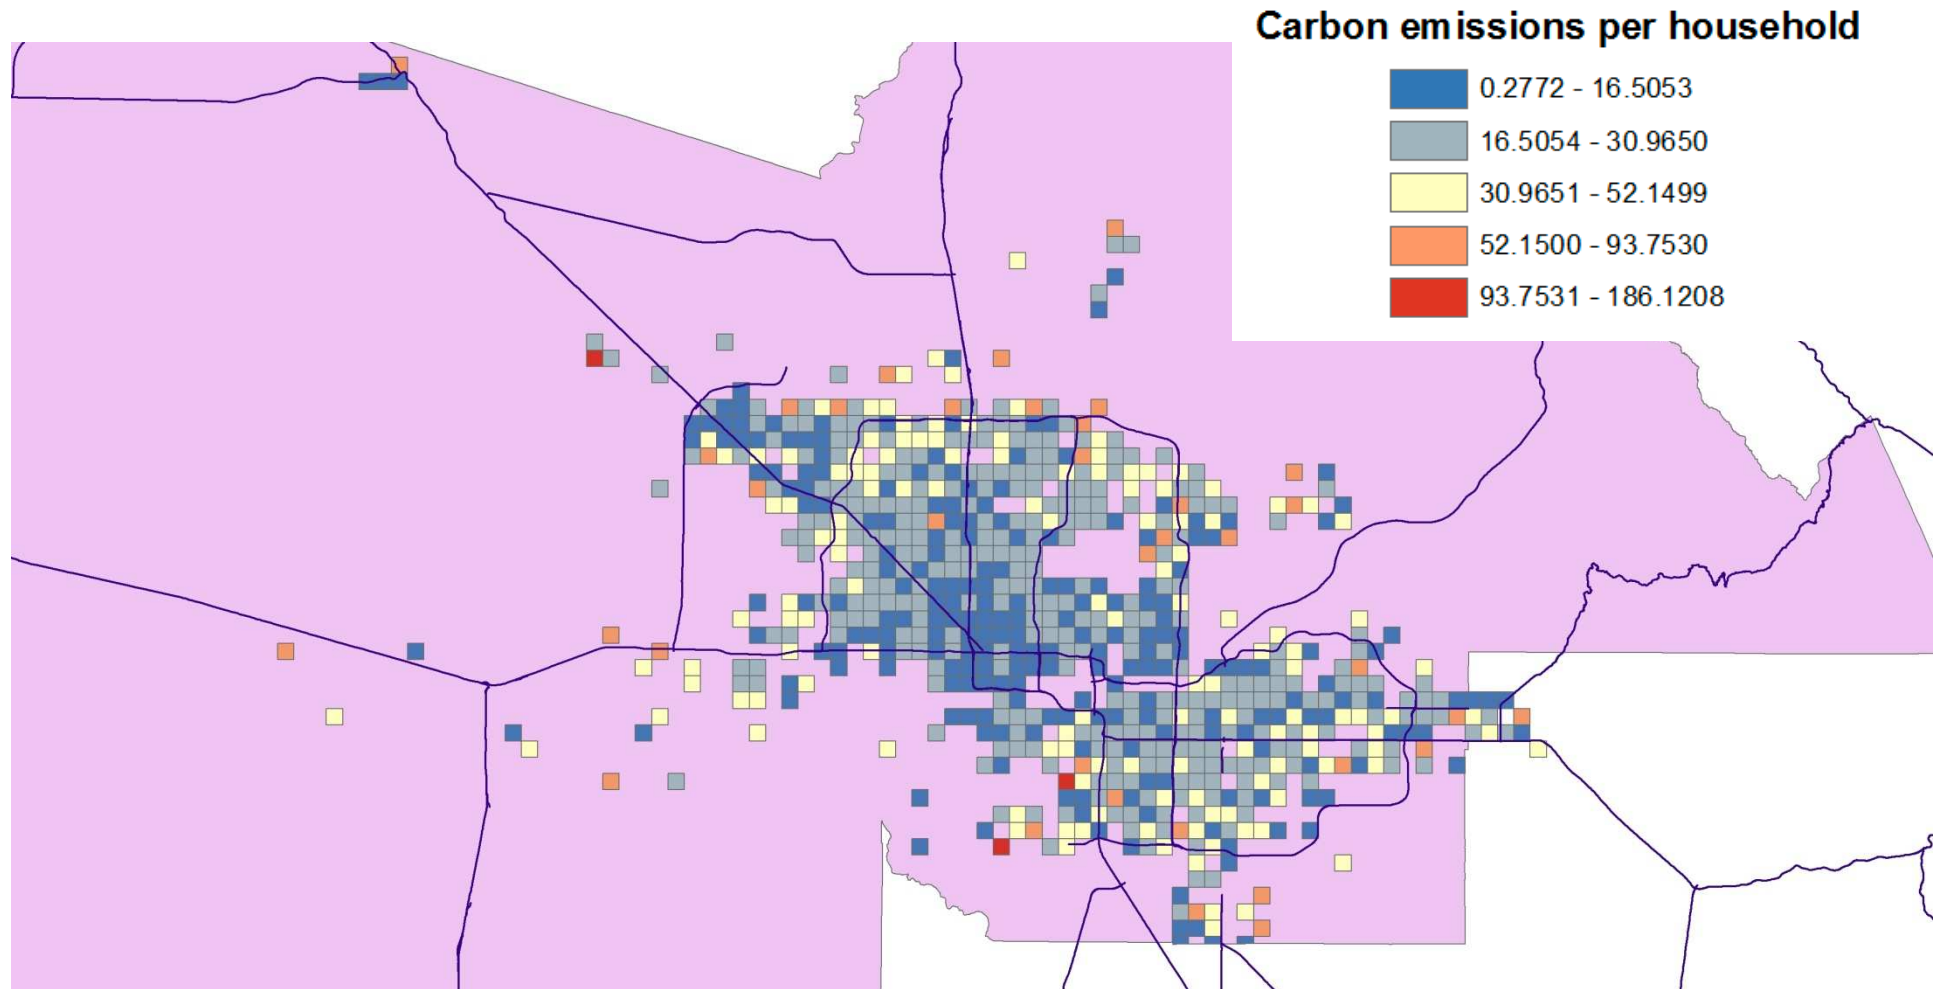 Carbon emissions per household
0.2772 - 16.5053
16.5054 - 30.9650
30.9651 - 52.1499
52.1500 - 93.7530
93.7531 - 186.1208